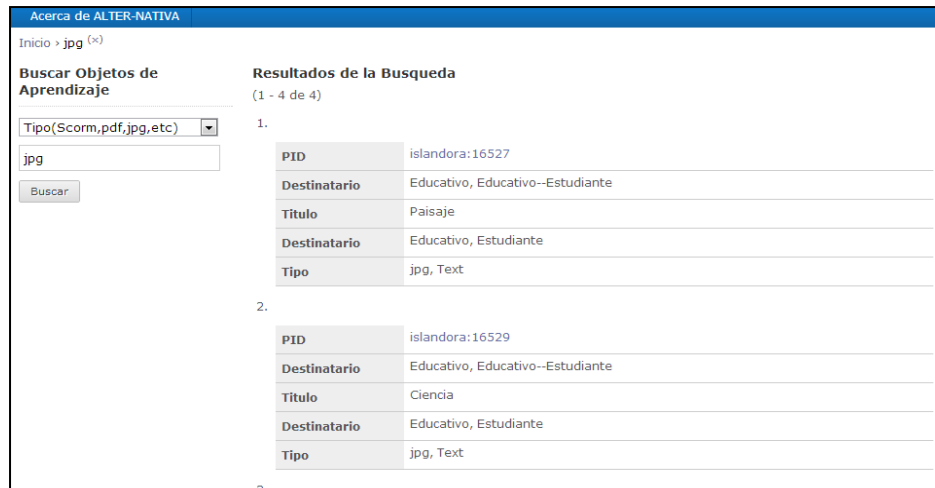 Acerca de ALTER-NATIVA
Inicio › jpg (×)
Buscar Objetos de
Aprendizaje
Tipo(Scorm,pdf,jpg,etc)
jpg
Buscar
Resultados de la Busqueda
(1 - 4 de 4)
1.
PID islandora:16527
Destinatario Educativo, Educativo--Estudiante
Titulo Paisaje
Destinatario Educativo, Estudiante
Tipo jpg, Text
2.
PID islandora:16529
Destinatario Educativo, Educativo--Estudiante
Titulo Ciencia
Destinatario Educativo, Estudiante
Tipo jpg, Text